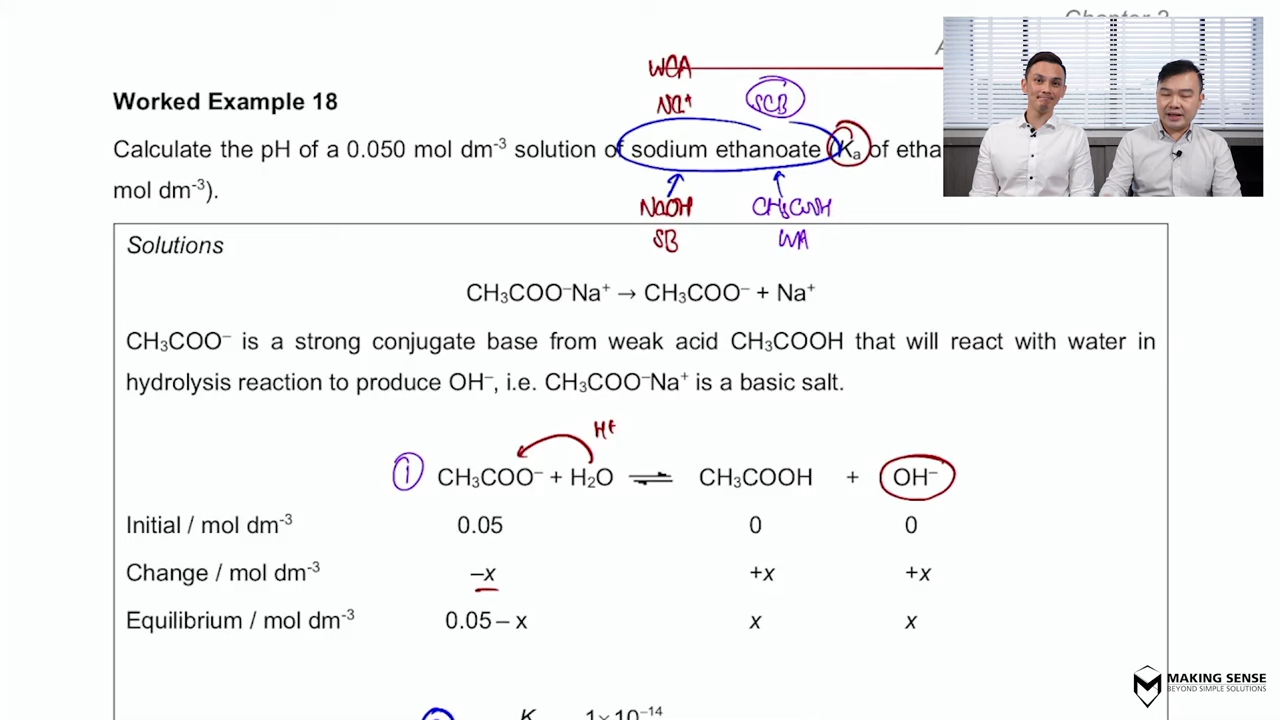 WCA
Na⁺ SCB
Worked Example 18
Calculate the pH of a 0.050 mol dm⁻³ solution of sodium ethanoate (Kₐ of etha
mol dm⁻³).
NaOH CH₃COOH
SB WA
Solutions
CH₃COO⁻Na⁺ → CH₃COO⁻ + Na⁺
CH₃COO⁻ is a strong conjugate base from weak acid CH₃COOH that will react with water in
hydrolysis reaction to produce OH⁻, i.e. CH₃COO⁻Na⁺ is a basic salt.
H⁺
① CH₃COO⁻ + H₂O ⇌ CH₃COOH + OH⁻
Initial / mol dm⁻³ 0.05 0 0
Change / mol dm⁻³ –x +x +x
Equilibrium / mol dm⁻³ 0.05 – x x x
K 1×10⁻¹⁴
MAKING SENSE
BEYOND SIMPLE SOLUTIONS